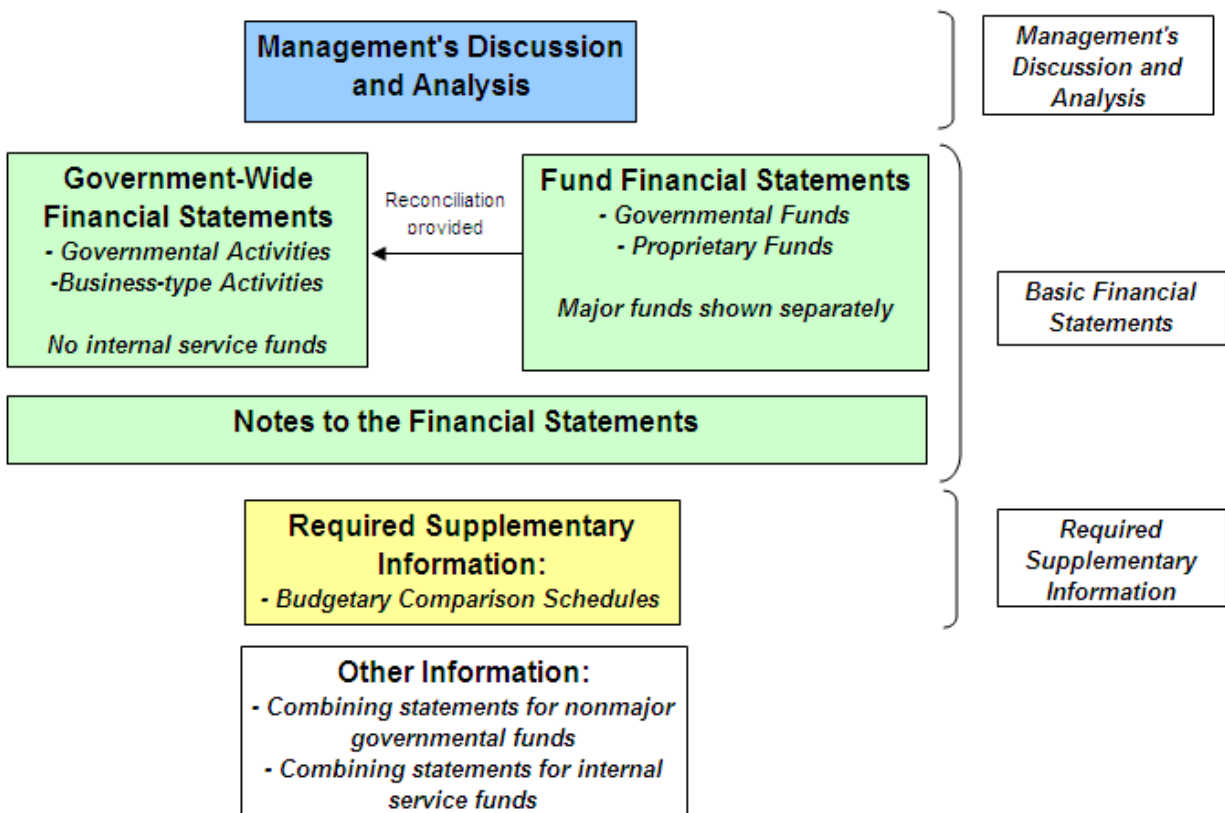 Management's Discussion
and Analysis
Management's
Discussion and
Analysis
Government-Wide
Financial Statements
- Governmental Activities
-Business-type Activities
No internal service funds
Reconciliation
provided
Fund Financial Statements
- Governmental Funds
- Proprietary Funds
Major funds shown separately
Basic Financial
Statements
Notes to the Financial Statements
Required Supplementary
Information:
- Budgetary Comparison Schedules
Required
Supplementary
Information
Other Information:
- Combining statements for nonmajor
governmental funds
- Combining statements for internal
service funds